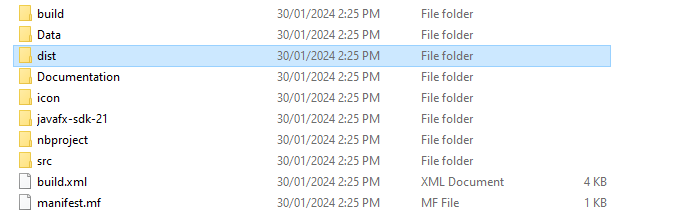 build 30/01/2024 2:25 PM File folder
Data 30/01/2024 2:25 PM File folder
dist 30/01/2024 2:25 PM File folder
Documentation 30/01/2024 2:25 PM File folder
icon 30/01/2024 2:25 PM File folder
javafx-sdk-21 30/01/2024 2:25 PM File folder
nbproject 30/01/2024 2:25 PM File folder
src 30/01/2024 2:25 PM File folder
build.xml 30/01/2024 2:25 PM XML Document 4 KB
manifest.mf 30/01/2024 2:25 PM MF File 1 KB